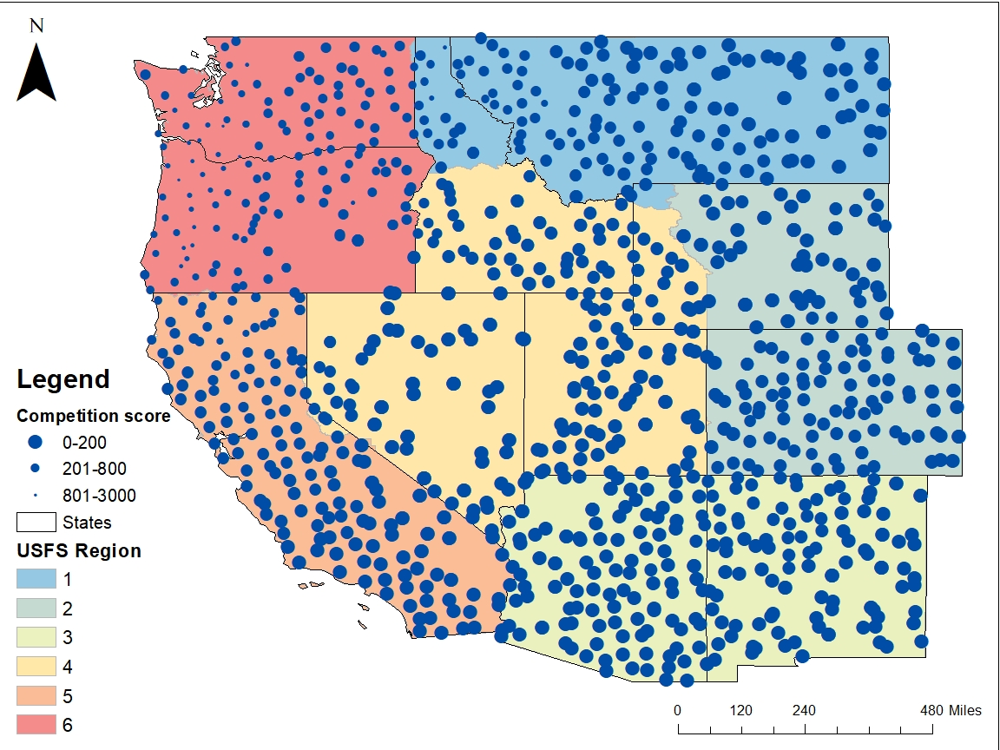 N
Legend
Competition score
0-200
201-800
801-3000
States
USFS Region
1
2
3
4
5
6
0 120 240 480 Miles